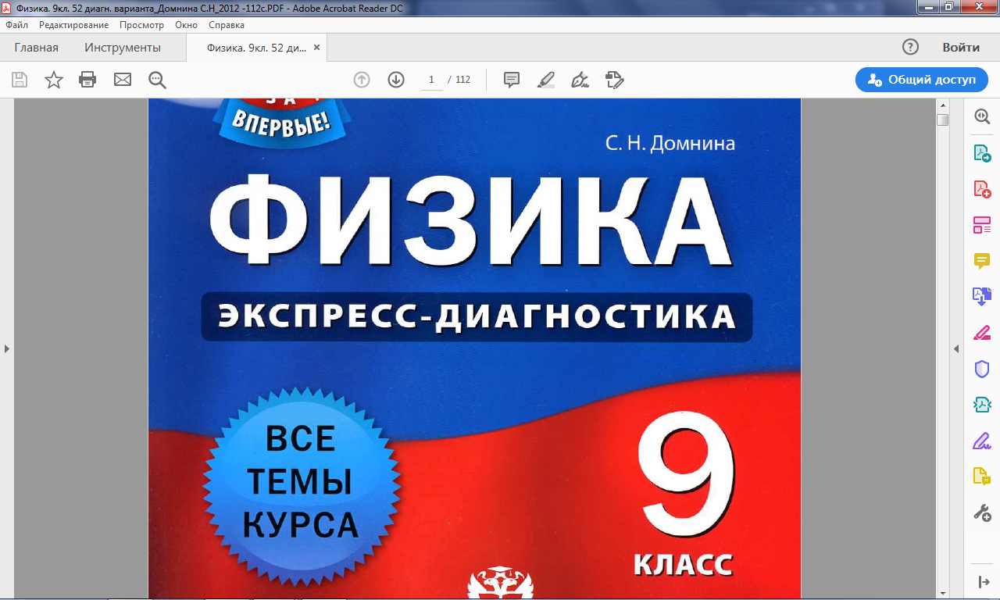 Физика. 9кл. 52 диагн. варианта_Домнина С.Н_2012 -112с.PDF - Adobe Acrobat Reader DC
Файл Редактирование Просмотр Окно Справка
Главная Инструменты Физика. 9кл. 52 ди... × Войти
1 / 112 Общий доступ
ЗА
ВПЕРВЫЕ!
С. Н. Домнина
ФИЗИКА
ЭКСПРЕСС-ДИАГНОСТИКА
ВСЕ
ТЕМЫ
КУРСА
9
КЛАСС